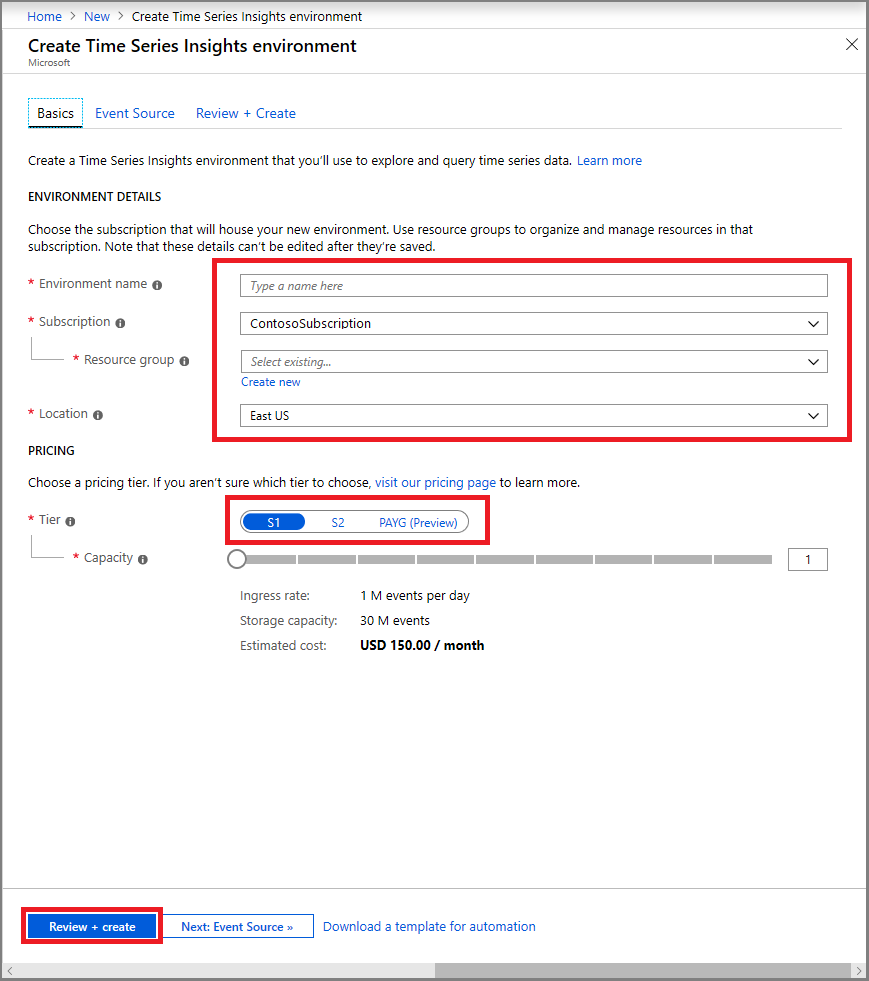 Home > New > Create Time Series Insights environment
Create Time Series Insights environment
Microsoft
Basics Event Source Review + Create
Create a Time Series Insights environment that you'll use to explore and query time series data. Learn more
ENVIRONMENT DETAILS
Choose the subscription that will house your new environment. Use resource groups to organize and manage resources in that
subscription. Note that these details can't be edited after they're saved.
* Environment name
Type a name here
* Subscription
ContosoSubscription
* Resource group
Select existing...
Create new
* Location
East US
PRICING
Choose a pricing tier. If you aren't sure which tier to choose, visit our pricing page to learn more.
* Tier
S1 S2 PAYG (Preview)
* Capacity
1
Ingress rate: 1 M events per day
Storage capacity: 30 M events
Estimated cost: USD 150.00 / month
Review + create Next: Event Source » Download a template for automation